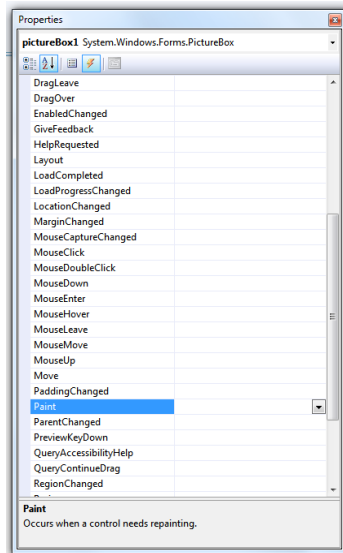 Properties
pictureBox1 System.Windows.Forms.PictureBox
DragLeave
DragOver
EnabledChanged
GiveFeedback
HelpRequested
Layout
LoadCompleted
LoadProgressChanged
LocationChanged
MarginChanged
MouseCaptureChanged
MouseClick
MouseDoubleClick
MouseDown
MouseEnter
MouseHover
MouseLeave
MouseMove
MouseUp
Move
PaddingChanged
Paint
ParentChanged
PreviewKeyDown
QueryAccessibilityHelp
QueryContinueDrag
RegionChanged
Paint
Occurs when a control needs repainting.